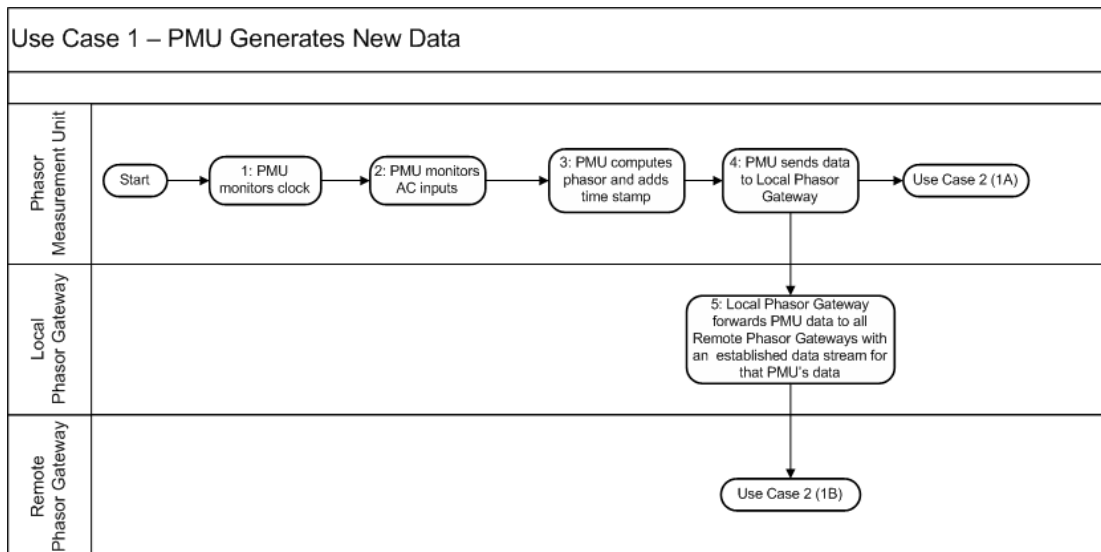 Use Case 1 – PMU Generates New Data
Phasor
Measurement Unit
Start
1: PMU
monitors clock
2: PMU monitors
AC inputs
3: PMU computes
phasor and adds
time stamp
4: PMU sends data
to Local Phasor
Gateway
Use Case 2 (1A)
Local
Phasor Gateway
5: Local Phasor Gateway
forwards PMU data to all
Remote Phasor Gateways with
an established data stream for
that PMU's data
Remote
Phasor Gateway
Use Case 2 (1B)